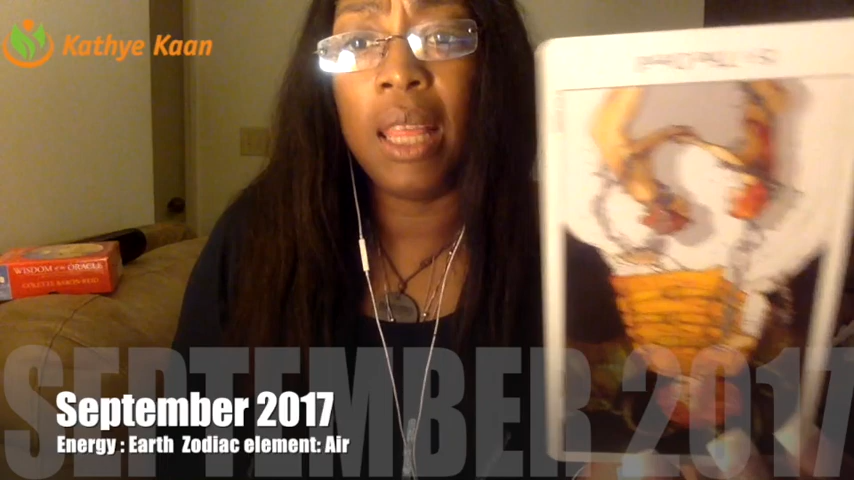 Kathye Kaan
WISDOM of the ORACLE
COLETTE BARON-REID
SEPTEMBER 2017
September 2017
Energy : Earth Zodiac element: Air